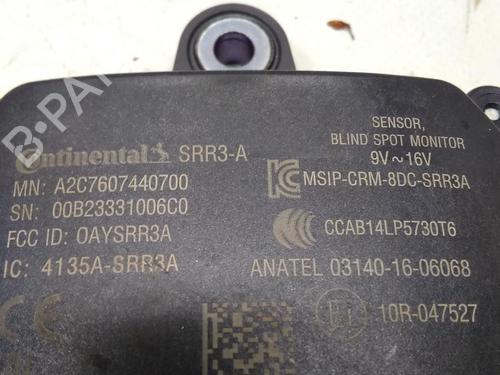 B-PARTS
Continental SRR3-A
MN: A2C7607440700
SN: 00B23331006C0
FCC ID: OAYSRR3A
IC: 4135A-SRR3A
SENSOR,
BLIND SPOT MONITOR
9V~16V
MSIP-CRM-8DC-SRR3A
CCAB14LP5730T6
ANATEL 03140-16-06068
10R-047527